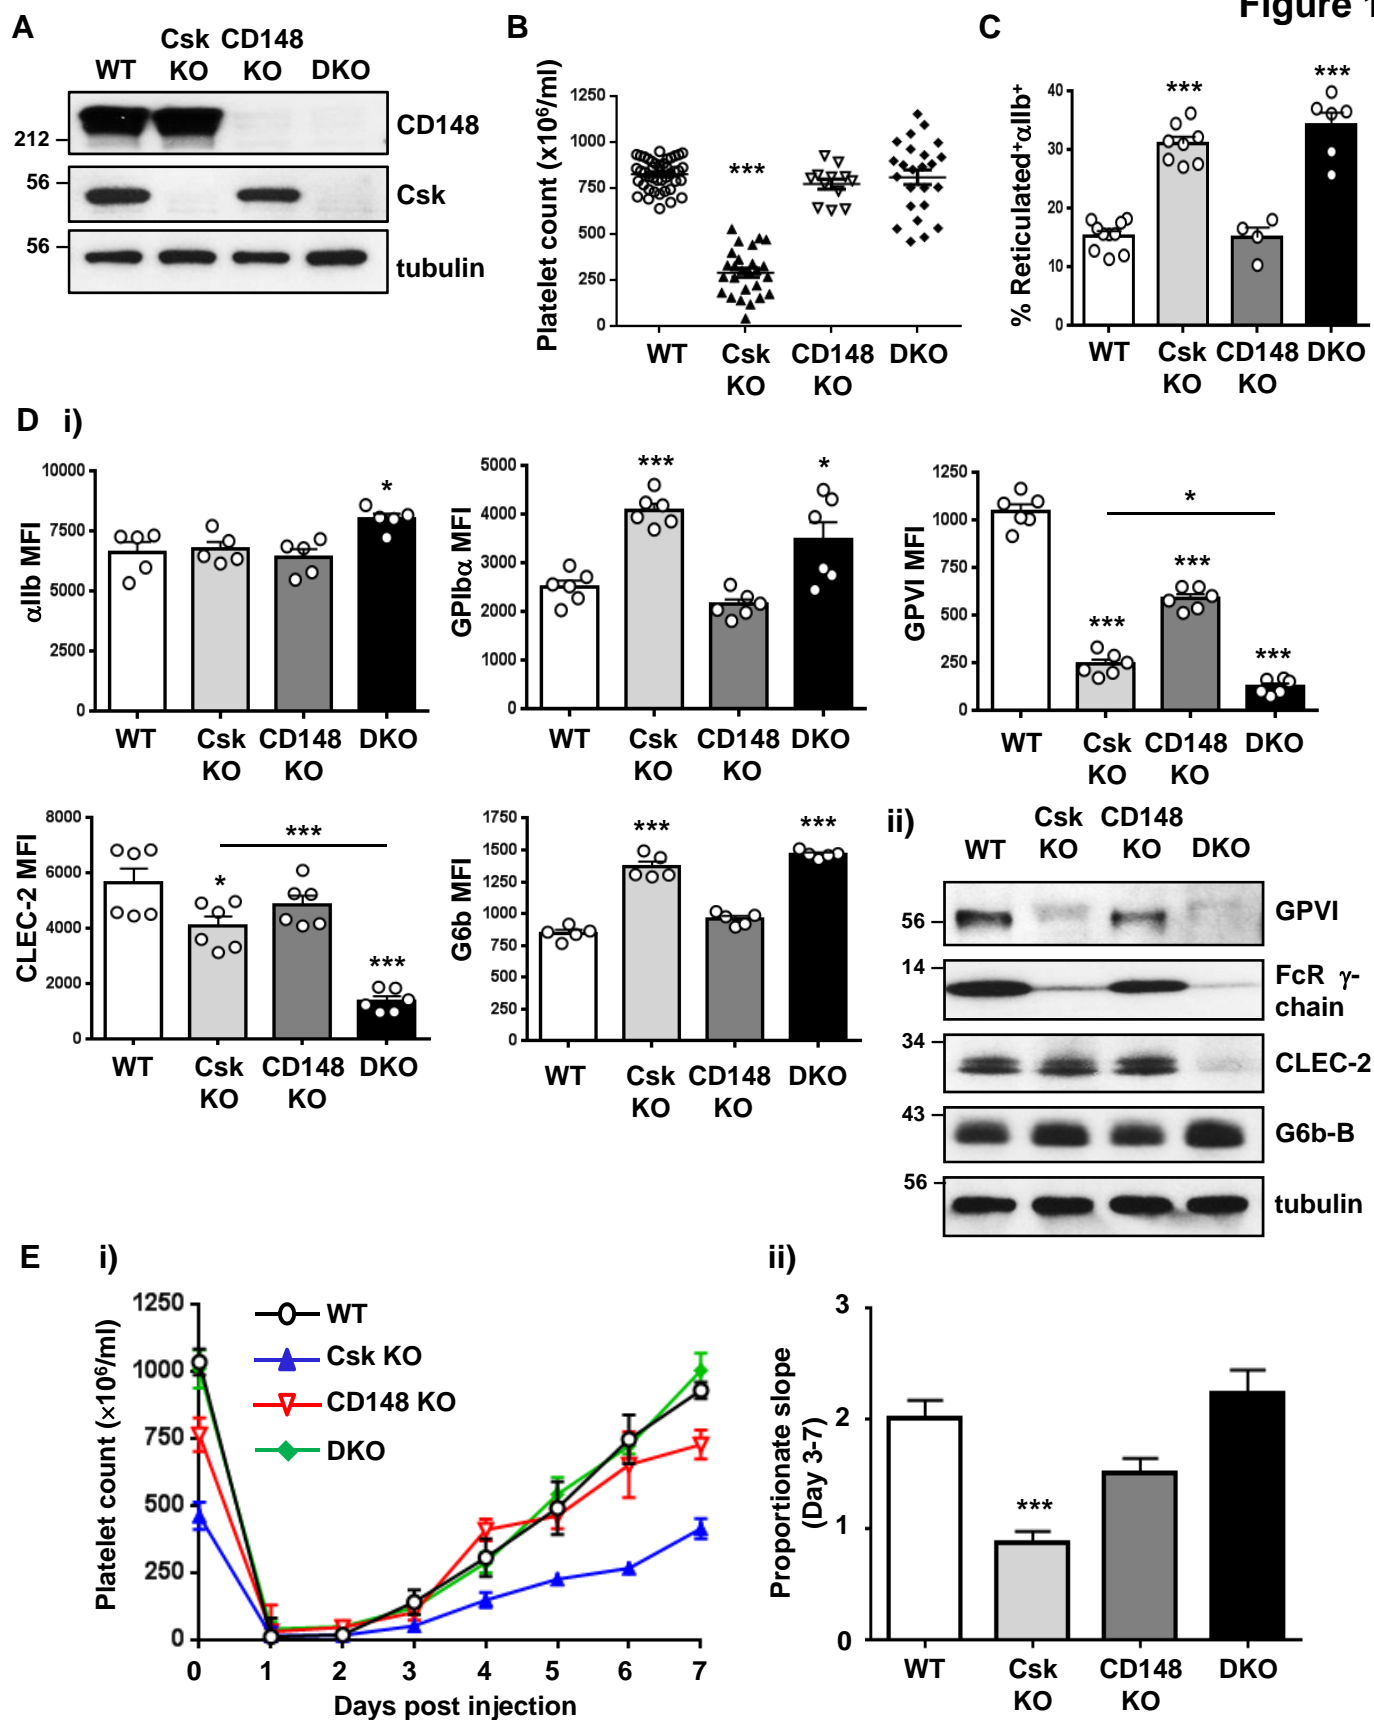 Figure 1
A
Csk CD148
WT KO KO DKO
CD148
212
56
Csk
56
tubulin
B
Platelet count (x10⁶/ml)
1250
1000
750
500
250
0
***
WT Csk CD148 DKO
KO KO
C
% Reticulated⁺αIIb⁺
40
30
20
10
0
***
***
WT Csk CD148 DKO
KO KO
D i)
αIIb MFI
10000
7500
5000
2500
0
*
WT Csk CD148 DKO
KO KO
GPIbα MFI
5000
4000
3000
2000
1000
0
***
*
WT Csk CD148 DKO
KO KO
GPVI MFI
1250
1000
750
500
250
0
*
***
***
***
WT Csk CD148 DKO
KO KO
CLEC-2 MFI
8000
6000
4000
2000
0
***
*
***
WT Csk CD148 DKO
KO KO
G6b MFI
1750
1500
1250
1000
750
500
250
0
***
***
WT Csk CD148 DKO
KO KO
ii)
Csk CD148
WT KO KO DKO
56
GPVI
14
FcR γ-
chain
34
CLEC-2
43
G6b-B
56
tubulin
E i)
Platelet count (×10⁶/ml)
1250
1000
750
500
250
0
WT
Csk KO
CD148 KO
DKO
0 1 2 3 4 5 6 7
Days post injection
ii)
Proportionate slope
(Day 3-7)
3
2
1
0
***
WT Csk CD148 DKO
KO KO